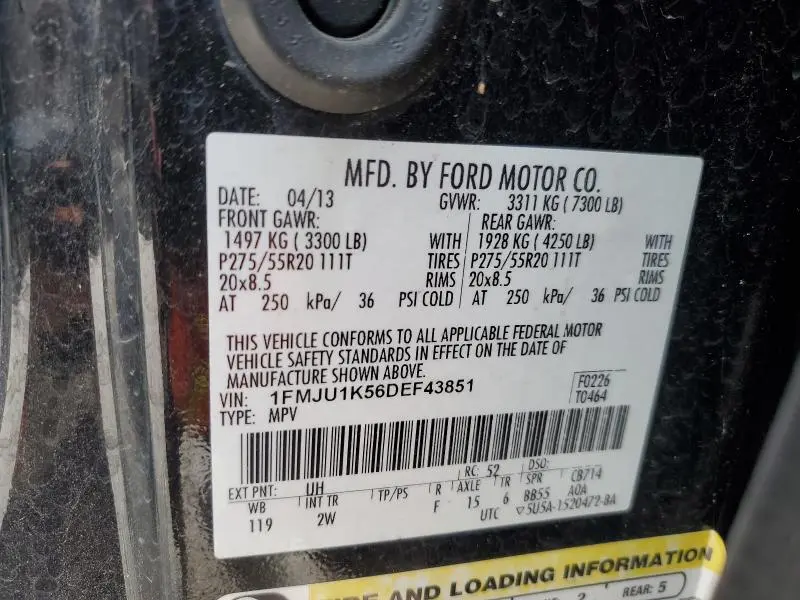 MFD. BY FORD MOTOR CO.
DATE: 04/13 GVWR: 3311 KG ( 7300 LB)
FRONT GAWR: REAR GAWR:
1497 KG ( 3300 LB) WITH 1928 KG ( 4250 LB) WITH
P275/55R20 111T TIRES P275/55R20 111T TIRES
20x8.5 RIMS 20x8.5 RIMS
AT 250 kPa/ 36 PSI COLD AT 250 kPa/ 36 PSI COLD
THIS VEHICLE CONFORMS TO ALL APPLICABLE FEDERAL MOTOR
VEHICLE SAFETY STANDARDS IN EFFECT ON THE DATE OF
MANUFACTURE SHOWN ABOVE.
VIN: 1FMJU1K56DEF43851 F0226
TYPE: MPV T0464
EXT PNT: UH RC: 52 DSO: CB714
WB INT TR TP/PS R AXLE TR SPR
119 2W F 15 6 BB55 AOA
UTC ▽5U5A-1520472-BA
AND LOADING INFORMATION
2 REAR: 5